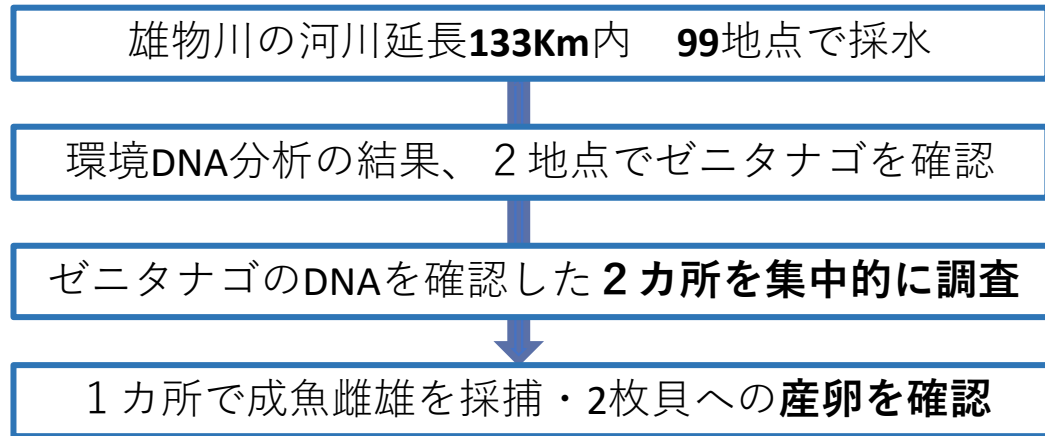 雄物川の河川延長133Km内　99地点で採水
環境DNA分析の結果、２地点でゼニタナゴを確認
ゼニタナゴのDNAを確認した２カ所を集中的に調査
１カ所で成魚雌雄を採捕・2枚貝への産卵を確認